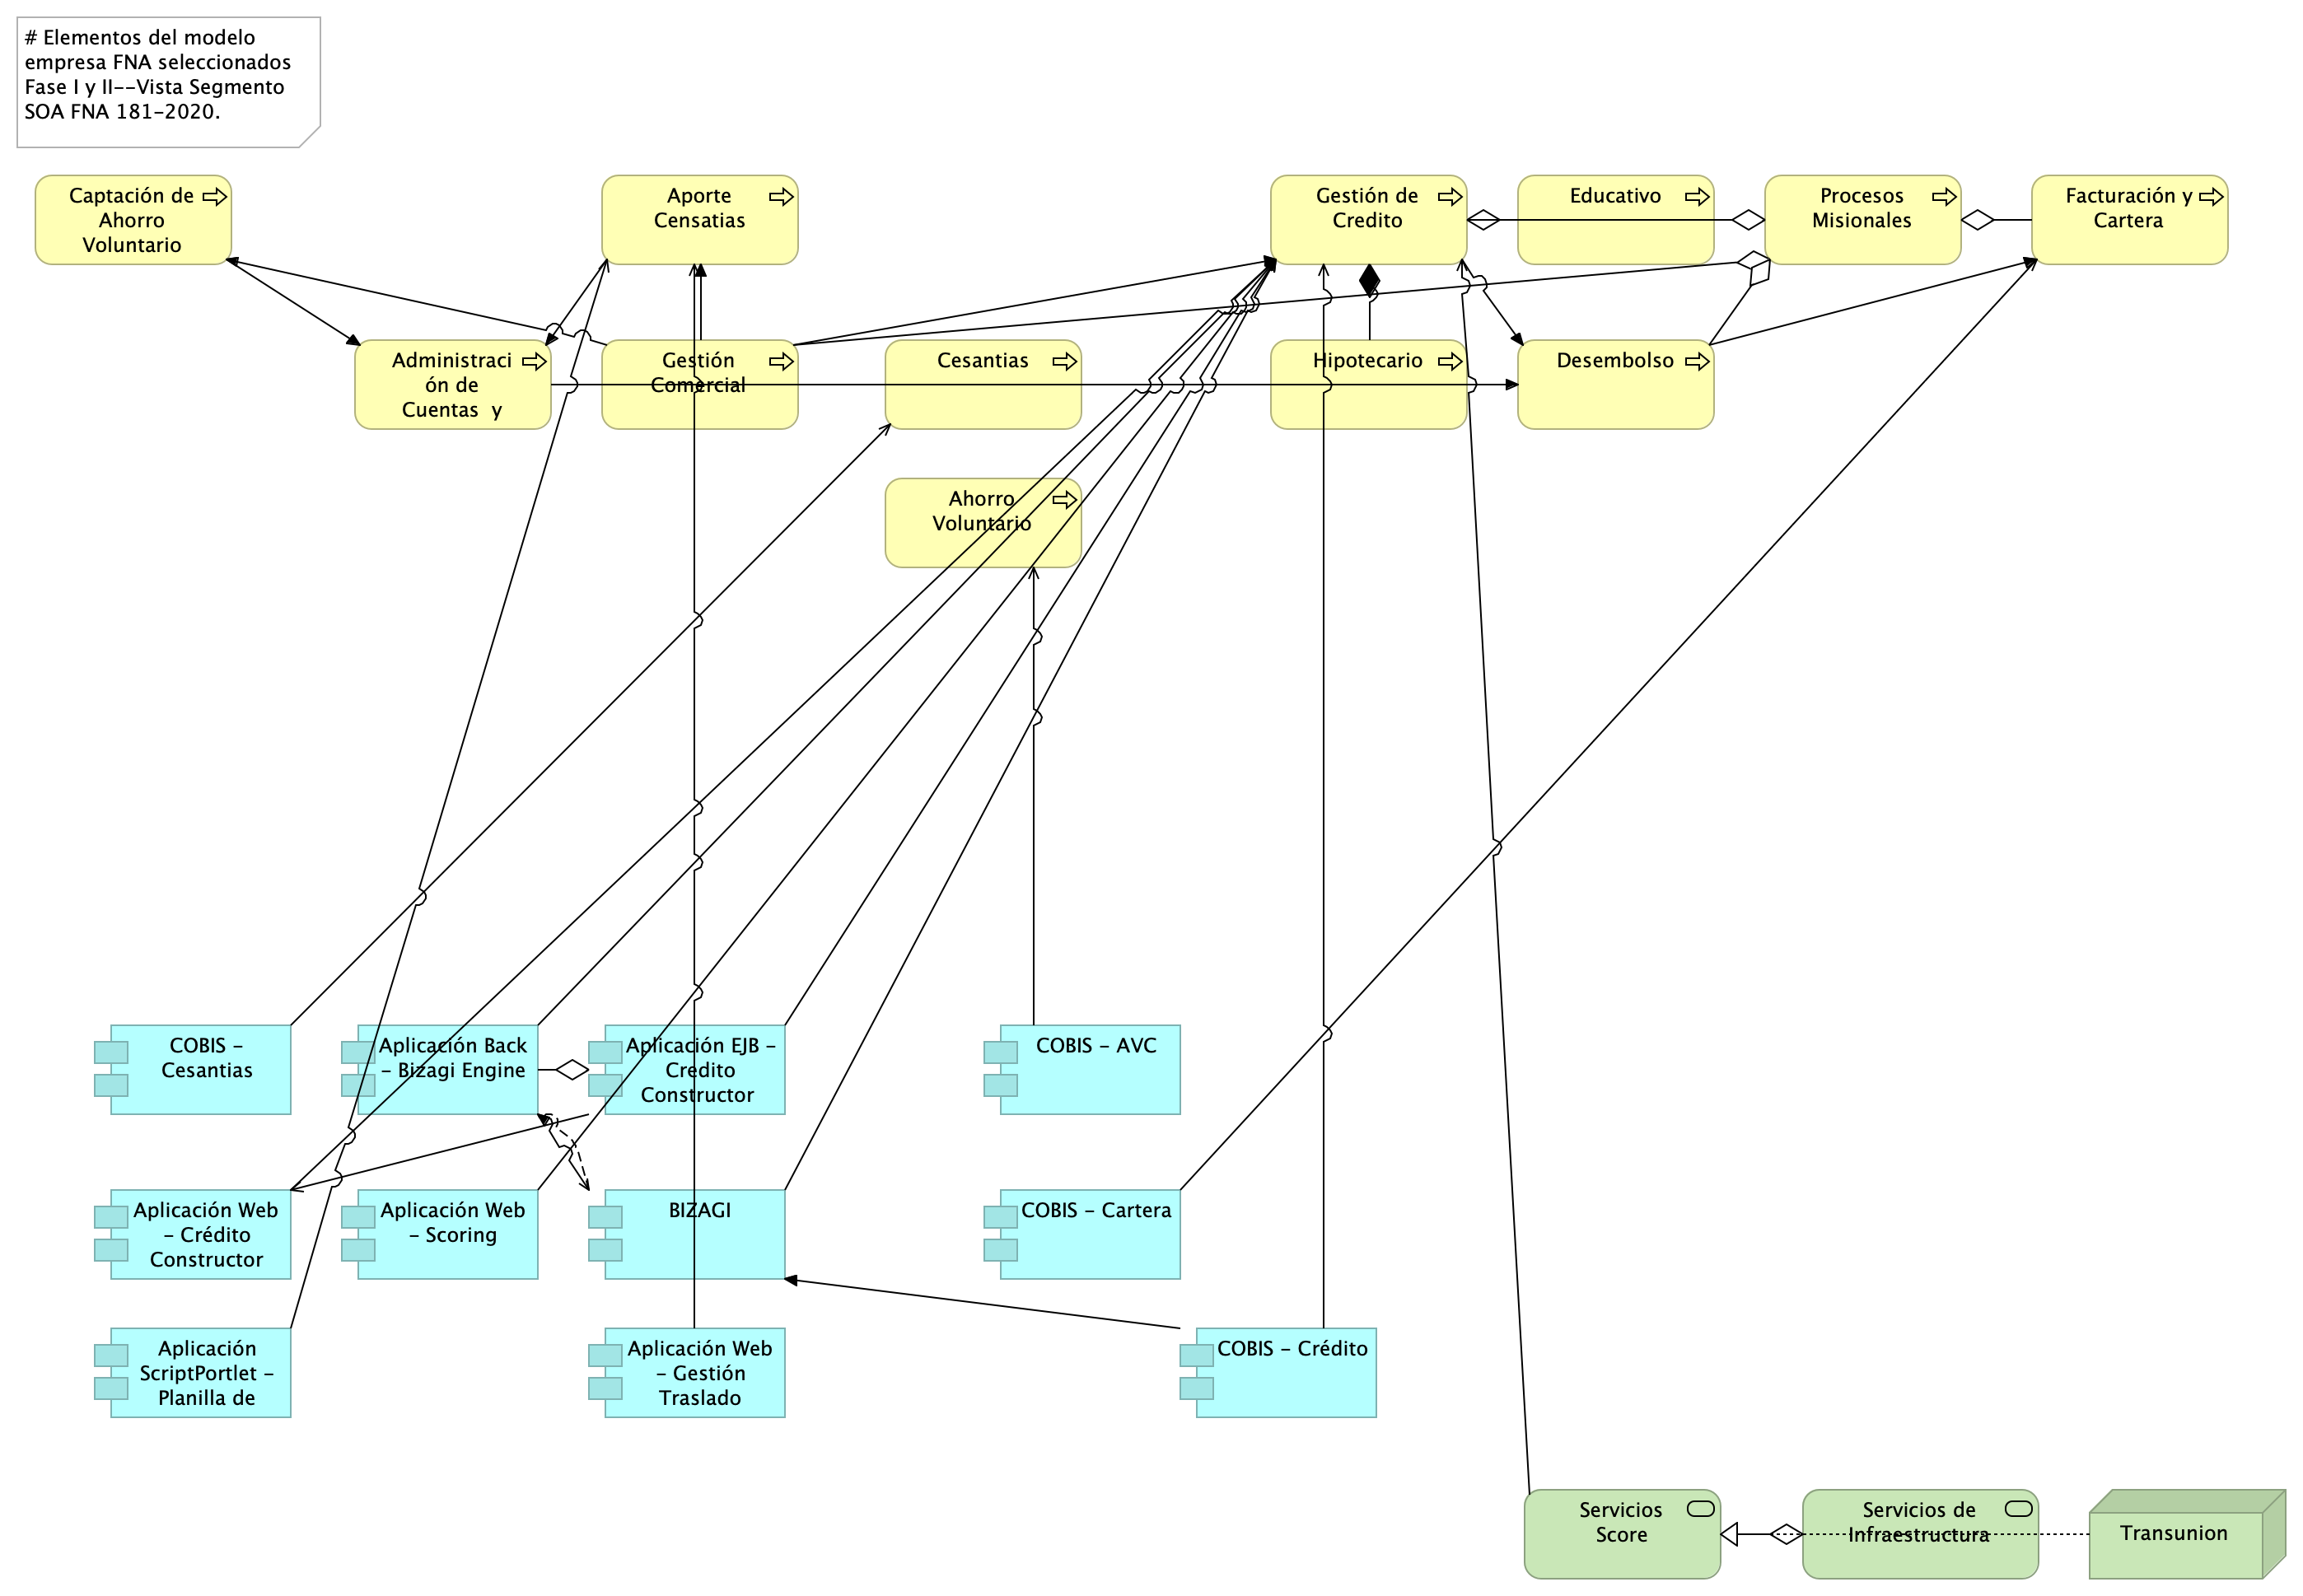 # Elementos del modelo
empresa FNA seleccionados
Fase I y II--Vista Segmento
SOA FNA 181-2020.
Captación de
Ahorro
Voluntario
Aporte
Censatias
Gestión de
Credito
Educativo
Procesos
Misionales
Facturación y
Cartera
Administraci
ón de
Cuentas  y
Gestión
Comercial
Cesantias
Hipotecario
Desembolso
Ahorro
Voluntario
COBIS -
Cesantias
Aplicación Back
- Bizagi Engine
Aplicación EJB -
Credito
Constructor
COBIS - AVC
Aplicación Web
- Crédito
Constructor
Aplicación Web
- Scoring
BIZAGI
COBIS - Cartera
Aplicación
ScriptPortlet -
Planilla de
Aplicación Web
- Gestión
Traslado
COBIS - Crédito
Servicios
Score
Servicios de
Infraestructura
Transunion